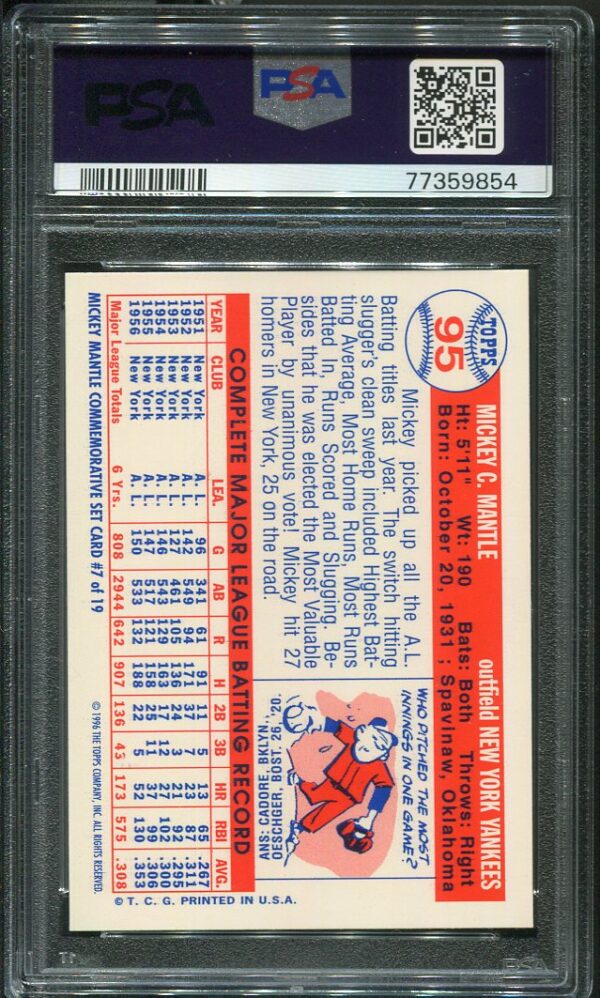 PSA
PSA
77359854
TOPPS
95
MICKEY C. MANTLE outfield NEW YORK YANKEES
Ht: 5'11" Wt: 190 Bats: Both Throws: Right
Born: October 20, 1931 : Spavinaw, Oklahoma
Mickey picked up all the A.L.
Batting titles last year. The switch hitting
slugger's clean sweep included Highest Bat-
ting Average, Most Home Runs, Most Runs
Batted In, Runs Scored and Slugging. Be-
sides that he was elected the Most Valuable
Player by unanimous vote! Mickey hit 27
homers in New York, 25 on the road.
WHO PITCHED THE MOST
INNINGS IN ONE GAME?
ANS: CADORE BKLYN.,
OESCHGER BOST. 26,
'20.
COMPLETE MAJOR LEAGUE BATTING RECORD
YEAR CLUB LEA. G AB R H 2B 3B HR RBI AVG.
1951 New York A. L. 96 341 61 91 11 5 13 65 .267
1952 New York A. L. 142 549 94 171 37 7 23 87 .311
1953 New York A. L. 127 461 105 136 24 3 21 92 .295
1954 New York A. L. 146 543 129 163 17 12 27 102 .300
1955 New York A. L. 147 517 121 158 25 11 37 99 .306
1956 New York A. L. 150 533 132 188 22 5 52 130 .353
Major League Totals 6 Yrs. 808 2944 642 907 136 43 173 575 .308
MICKEY MANTLE COMMEMORATIVE SET CARD #7 of 19 © 1996 THE TOPPS COMPANY, INC. ALL RIGHTS RESERVED.
© T. C. G. PRINTED IN U.S.A.
PSA